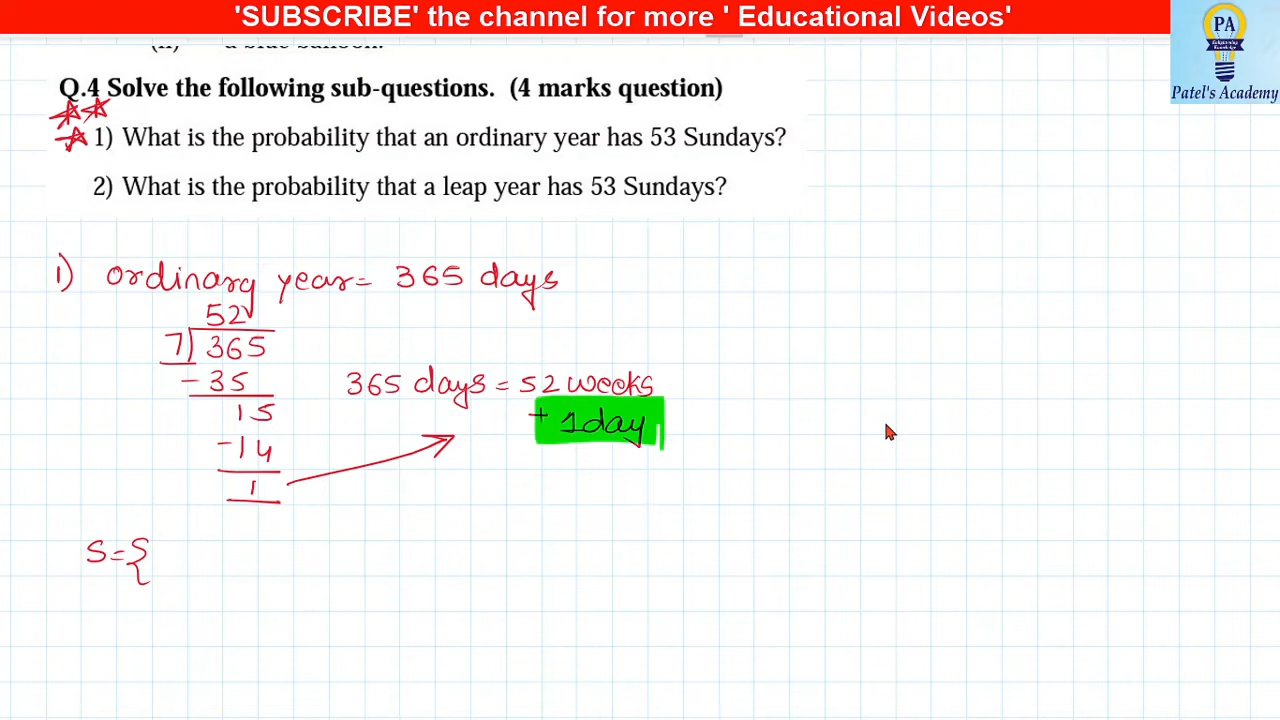 'SUBSCRIBE' the channel for more ' Educational Videos'
PA
Patel's Academy
Q.4 Solve the following sub-questions. (4 marks question)
1) What is the probability that an ordinary year has 53 Sundays?
2) What is the probability that a leap year has 53 Sundays?
1) ordinary year = 365 days
52
7) 365
- 35
15
- 14
1
365 days = 52 weeks
+ 1day
S = {